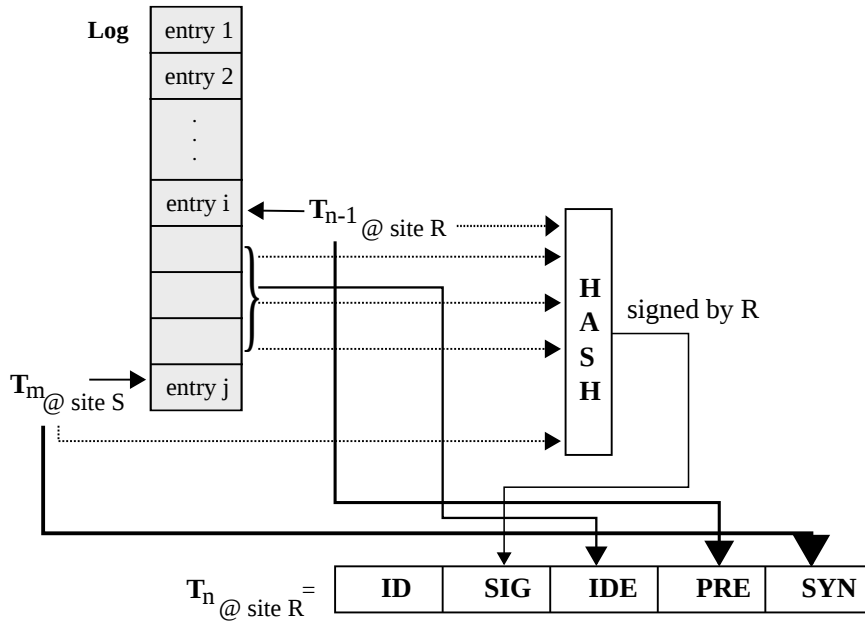 Log
entry 1
entry 2
.
.
.
entry i
Tn-1 @ site R
H
A
S
H
signed by R
entry j
Tm @ site S
Tn @ site R =
ID SIG IDE PRE SYN